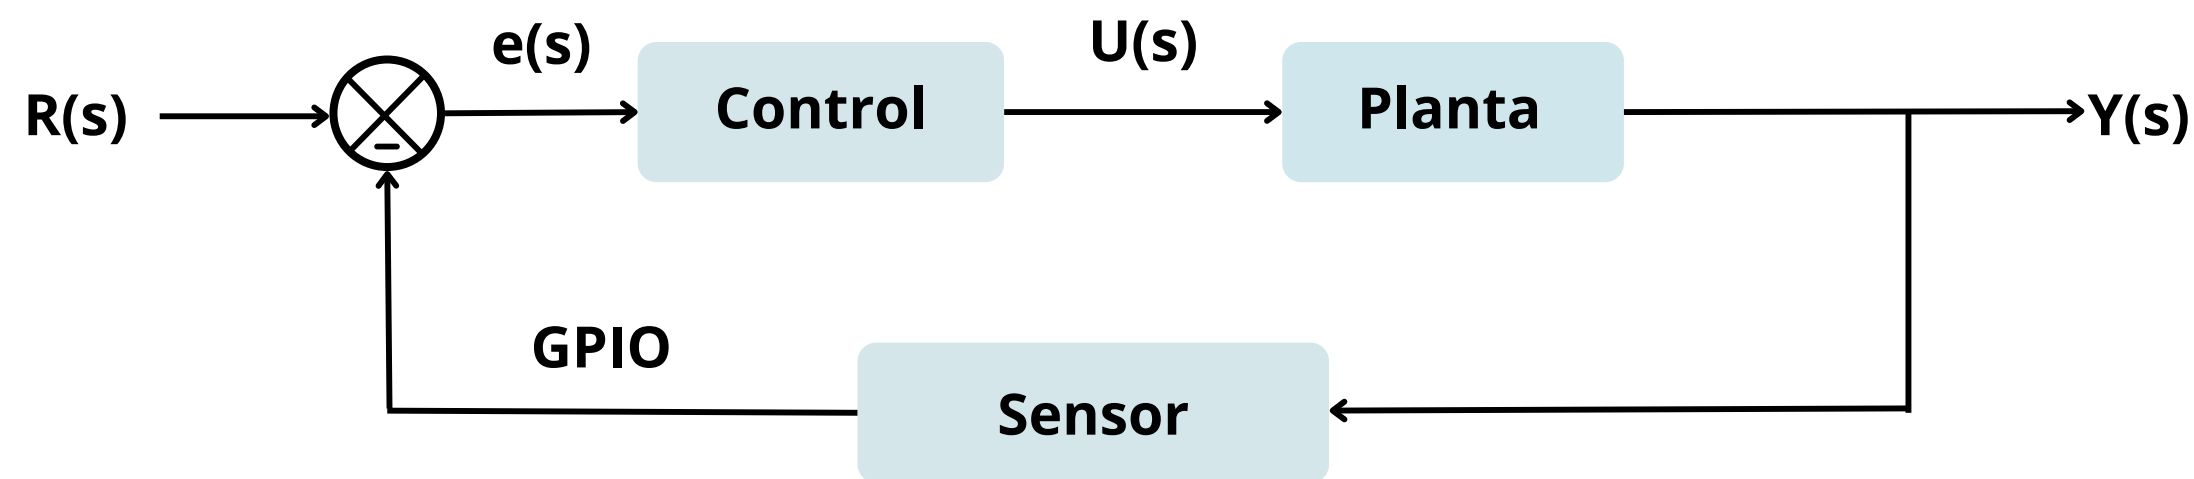 R(s)
e(s)
Control
U(s)
Planta
Y(s)
GPIO
Sensor